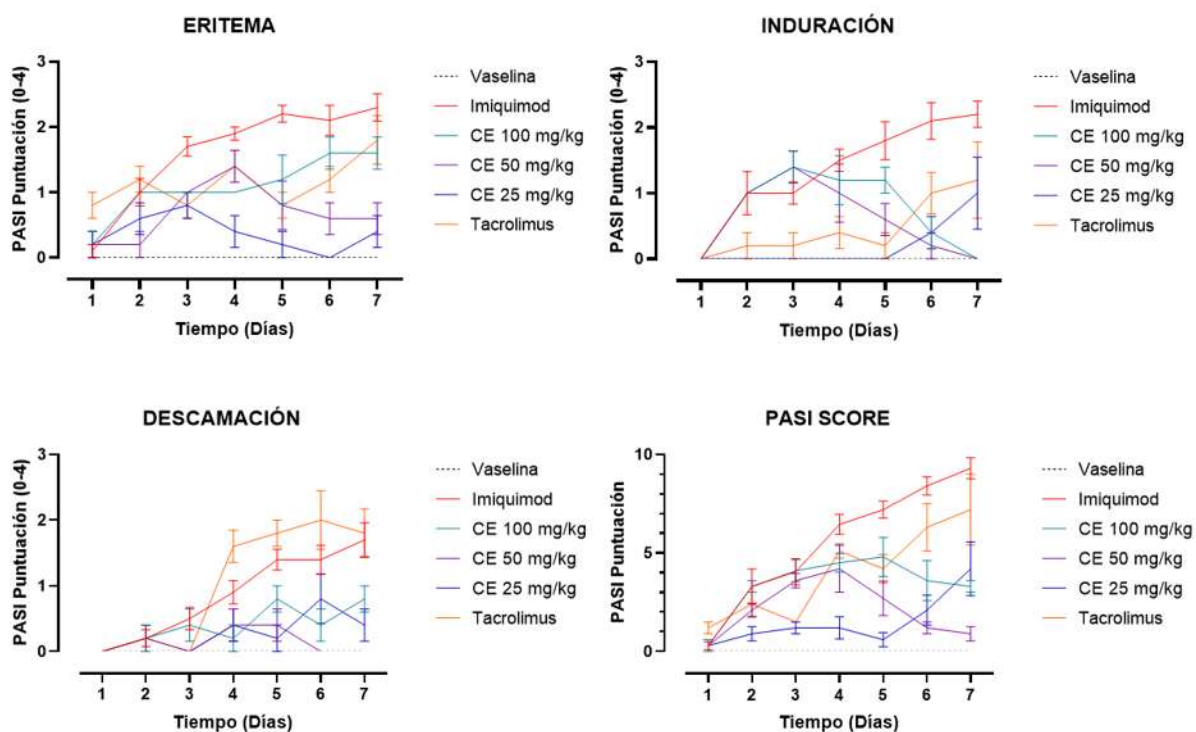 ERITEMA
PASI Puntuación (0-4)
3
2
1
0
1 2 3 4 5 6 7
Tiempo (Días)
Vaselina
Imiquimod
CE 100 mg/kg
CE 50 mg/kg
CE 25 mg/kg
Tacrolimus
INDURACIÓN
PASI Puntuación (0-4)
3
2
1
0
1 2 3 4 5 6 7
Tiempo (Días)
Vaselina
Imiquimod
CE 100 mg/kg
CE 50 mg/kg
CE 25 mg/kg
Tacrolimus
DESCAMACIÓN
PASI Puntuación (0-4)
3
2
1
0
1 2 3 4 5 6 7
Tiempo (Días)
Vaselina
Imiquimod
CE 100 mg/kg
CE 50 mg/kg
CE 25 mg/kg
Tacrolimus
PASI SCORE
PASI Puntuación
10
5
0
1 2 3 4 5 6 7
Tiempo (Días)
Vaselina
Imiquimod
CE 100 mg/kg
CE 50 mg/kg
CE 25 mg/kg
Tacrolimus